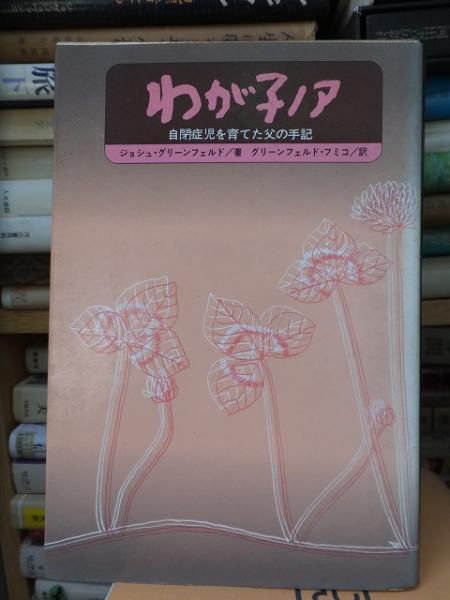 わが子ノア
自閉症児を育てた父の手記
ジョシュ・グリーンフェルド／著 グリーンフェルド・フミコ／訳